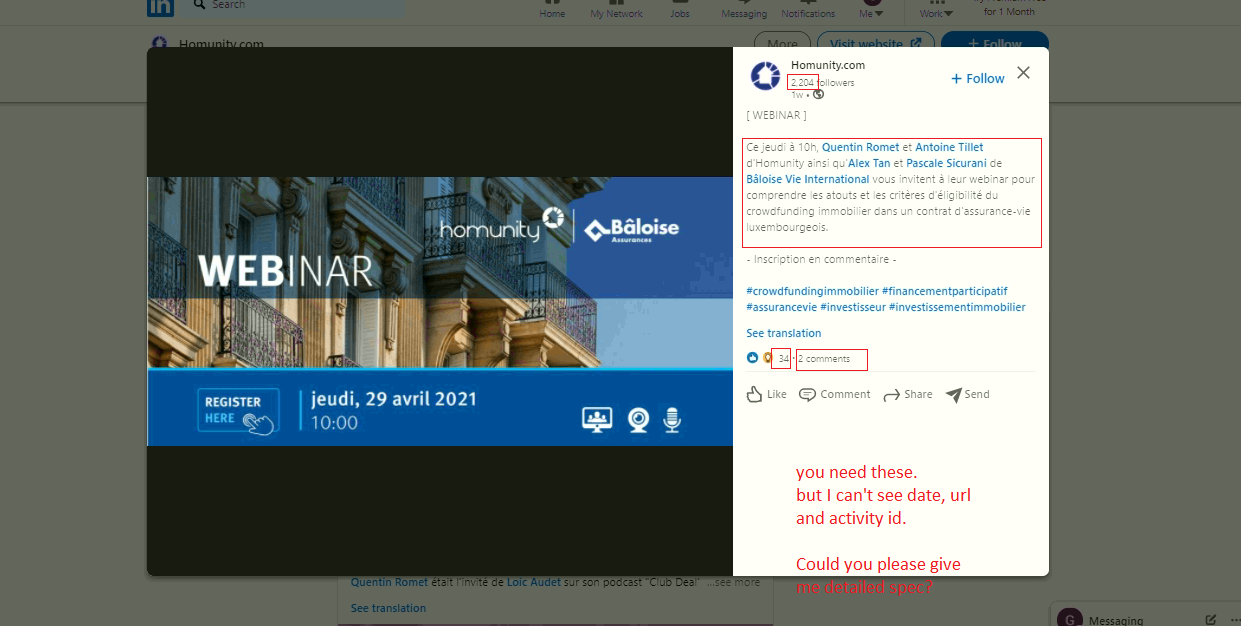 in
Search
Home
My Network
Jobs
Messaging
Notifications
Me
Work
for 1 Month
Homunity.com
More
Visit website
+ Follow
Homunity.com
2,204 followers
1w •
+ Follow
[ WEBINAR ]
Ce jeudi à 10h, Quentin Romet et Antoine Tillet
d'Homunity ainsi qu'Alex Tan et Pascale Sicurani de
Bâloise Vie International vous invitent à leur webinar pour
comprendre les atouts et les critères d'éligibilité du
crowdfunding immobilier dans un contrat d'assurance-vie
luxembourgeois.
- Inscription en commentaire -
#crowdfundingimmobilier #financementparticipatif
#assurancevie #investisseur #investissementimmobilier
See translation
34 · 2 comments
Like
Comment
Share
Send
homunity
Bâloise
Assurances
WEBINAR
REGISTER
HERE
jeudi, 29 avril 2021
10:00
you need these.
but I can't see date, url
and activity id.
Could you please give
me detailed spec?
Quentin Romet était l'invité de Loïc Audet sur son podcast "Club Deal" ...see more
See translation
G
Messaging